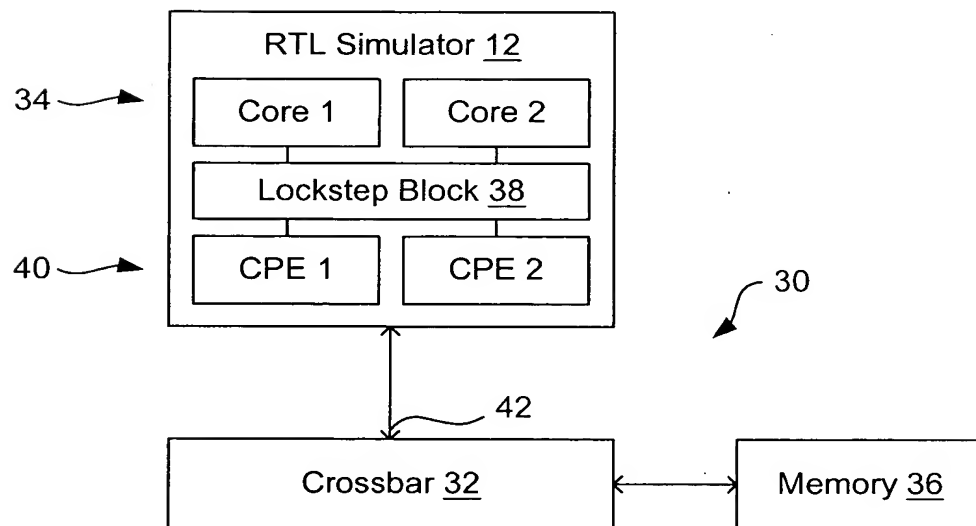 RTL Simulator 12
34
Core 1
Core 2
Lockstep Block 38
40
CPE 1
CPE 2
30
42
Crossbar 32
Memory 36